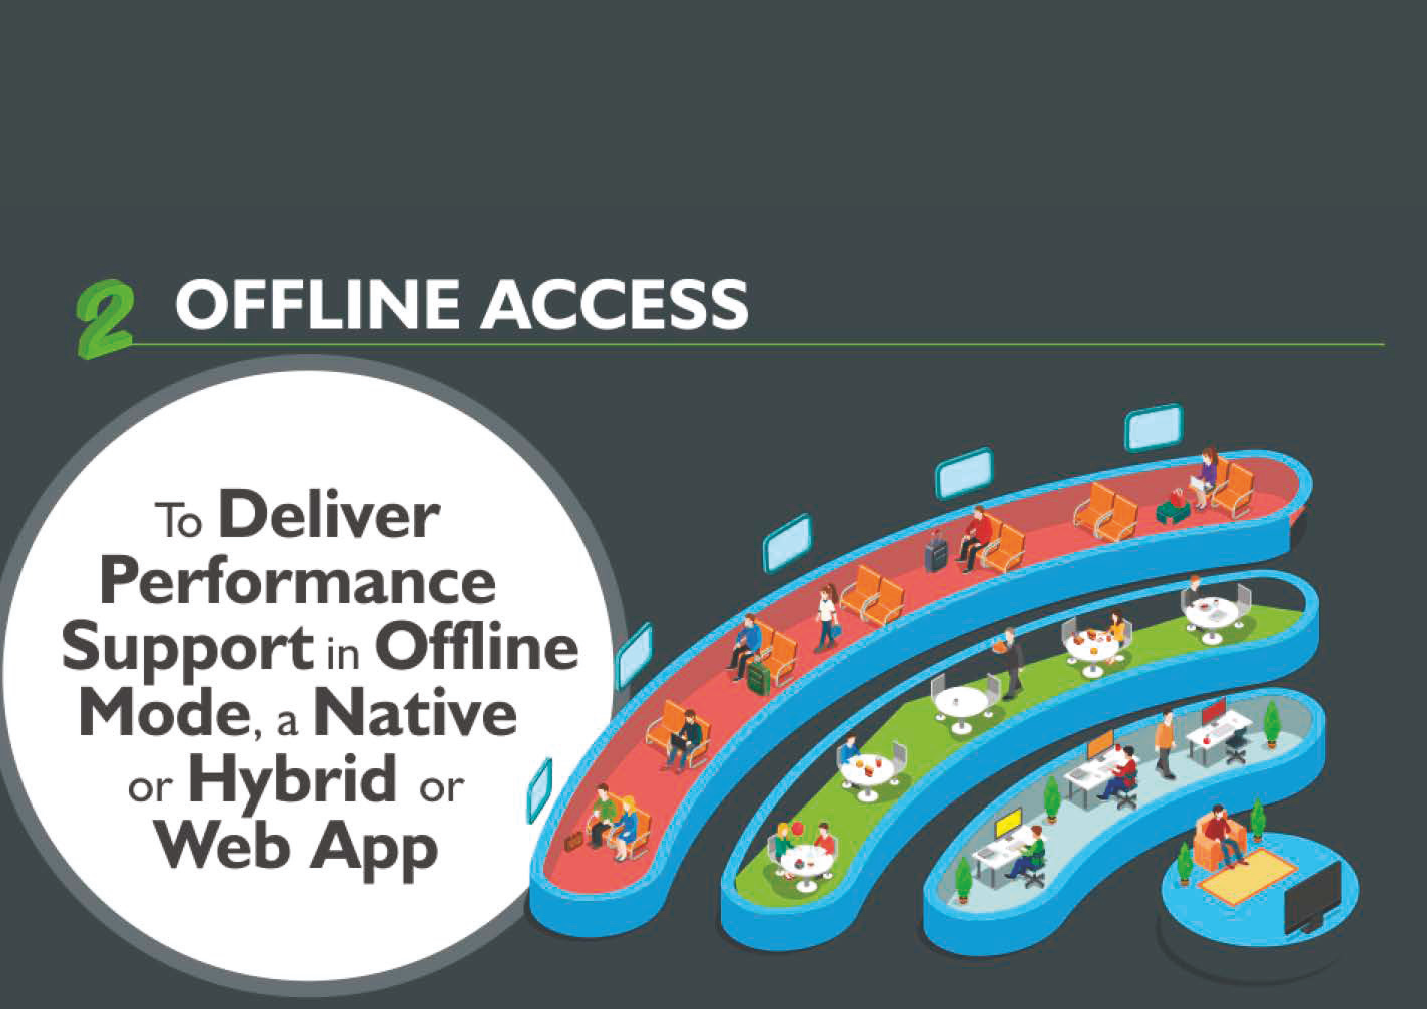 2 OFFLINE ACCESS
To Deliver
Performance
Support in Offline
Mode, a Native
or Hybrid or
Web App